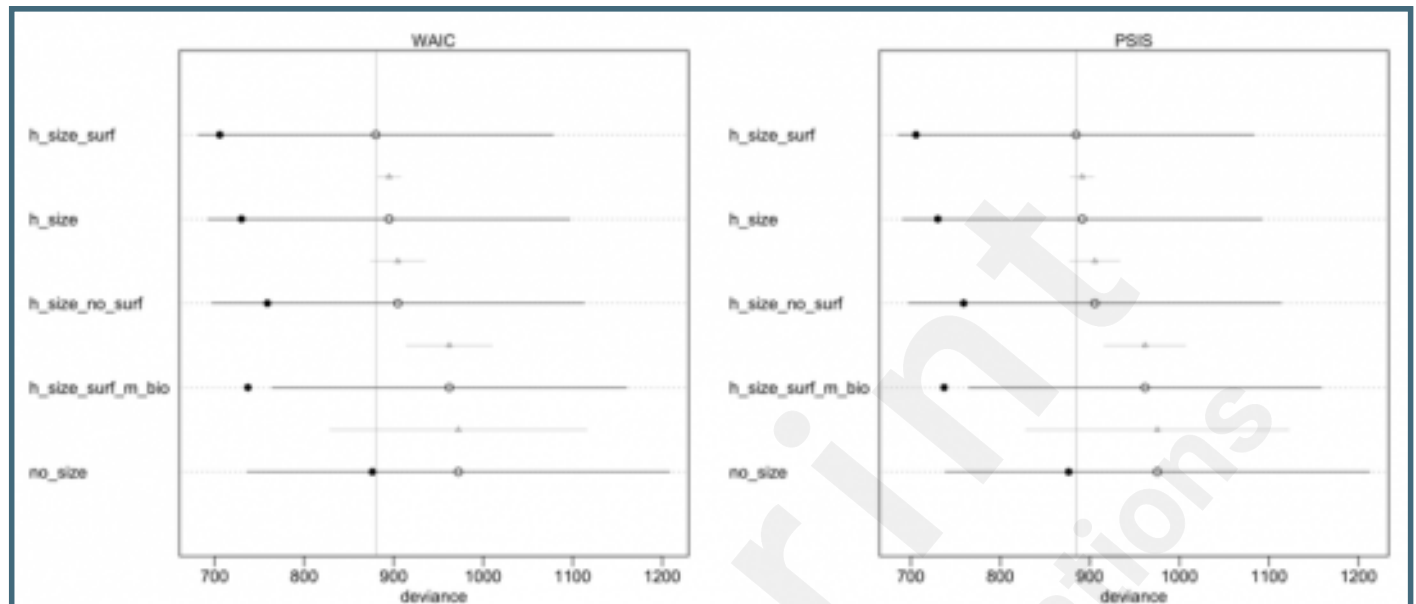 WAIC
h_size_surf
h_size
h_size_no_surf
h_size_surf_m_bio
no_size
700 800 900 1000 1100 1200
deviance
PSIS
h_size_surf
h_size
h_size_no_surf
h_size_surf_m_bio
no_size
700 800 900 1000 1100 1200
deviance